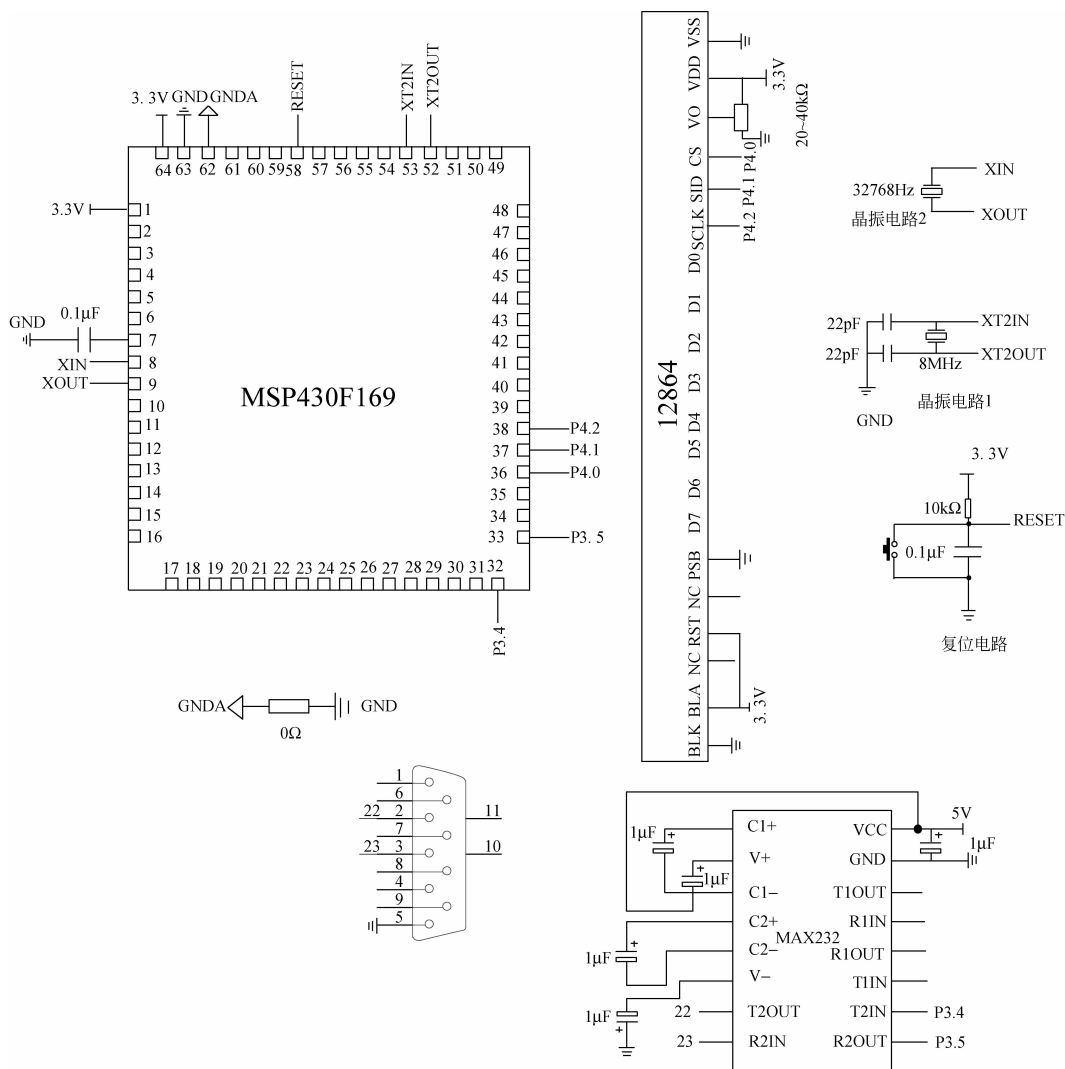 3. 3V
GND
GNDA
RESET
XT2IN
XT2OUT
64
63
62
61
60
59
58
57
56
55
54
53
52
51
50
49
3.3V
1
2
3
4
5
6
7
8
9
10
11
12
13
14
15
16
GND
0.1μF
XIN
XOUT
MSP430F169
48
47
46
45
44
43
42
41
40
39
38
37
36
35
34
33
P4.2
P4.1
P4.0
P3. 5
17
18
19
20
21
22
23
24
25
26
27
28
29
30
31
32
P3.4
GNDA
0Ω
GND
12864
VSS
VDD
VO
CS
SID
SCLK
D0
D1
D2
D3
D4
D5
D6
D7
PSB
NC
RST
NC
BLA
BLK
3.3V
20~40kΩ
P4.0
P4.1
P4.2
3. 3V
32768Hz
晶振电路2
XIN
XOUT
22pF
22pF
XT2IN
XT2OUT
8MHz
GND
晶振电路1
3. 3V
10kΩ
RESET
0.1μF
复位电路
1
6
22
2
7
23
3
8
4
9
5
11
10
1μF
+
C1+
VCC
5V
V+
GND
+
1μF
+
1μF
C1−
T1OUT
C2+
R1IN
MAX232
1μF
+
C2−
R1OUT
V−
T1IN
1μF
+
22
T2OUT
T2IN
P3.4
23
R2IN
R2OUT
P3.5